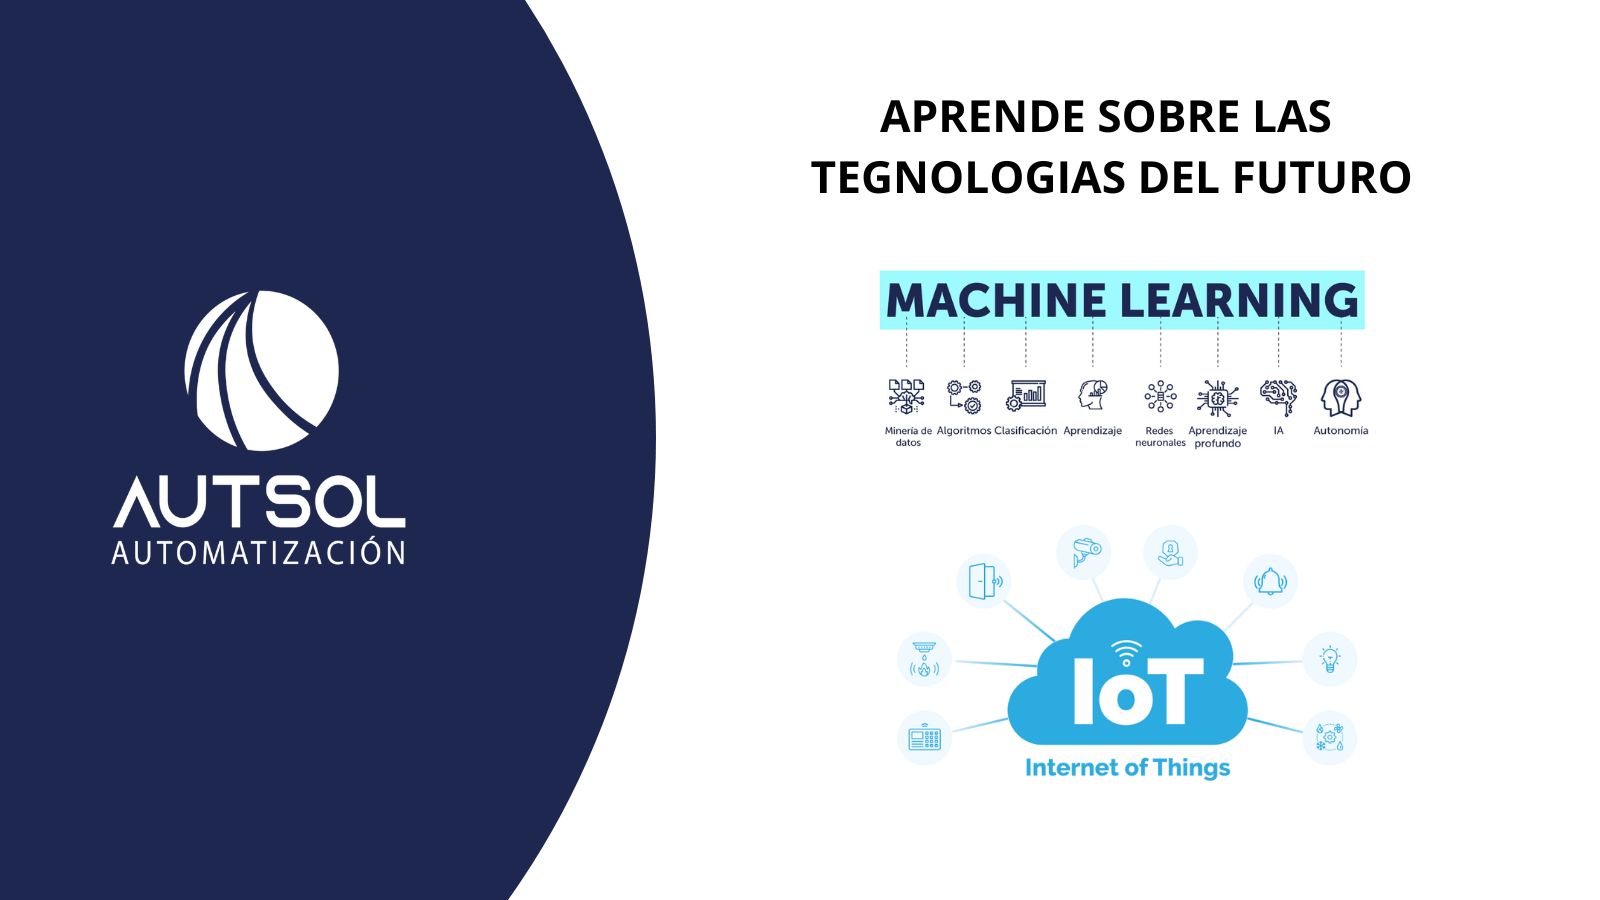 AUTSOL
AUTOMATIZACIÓN
APRENDE SOBRE LAS
TEGNOLOGIAS DEL FUTURO
MACHINE LEARNING
Minería de
datos
Algoritmos
Clasificación
Aprendizaje
Redes
neuronales
Aprendizaje
profundo
IA
Autonomía
IoT
Internet of Things